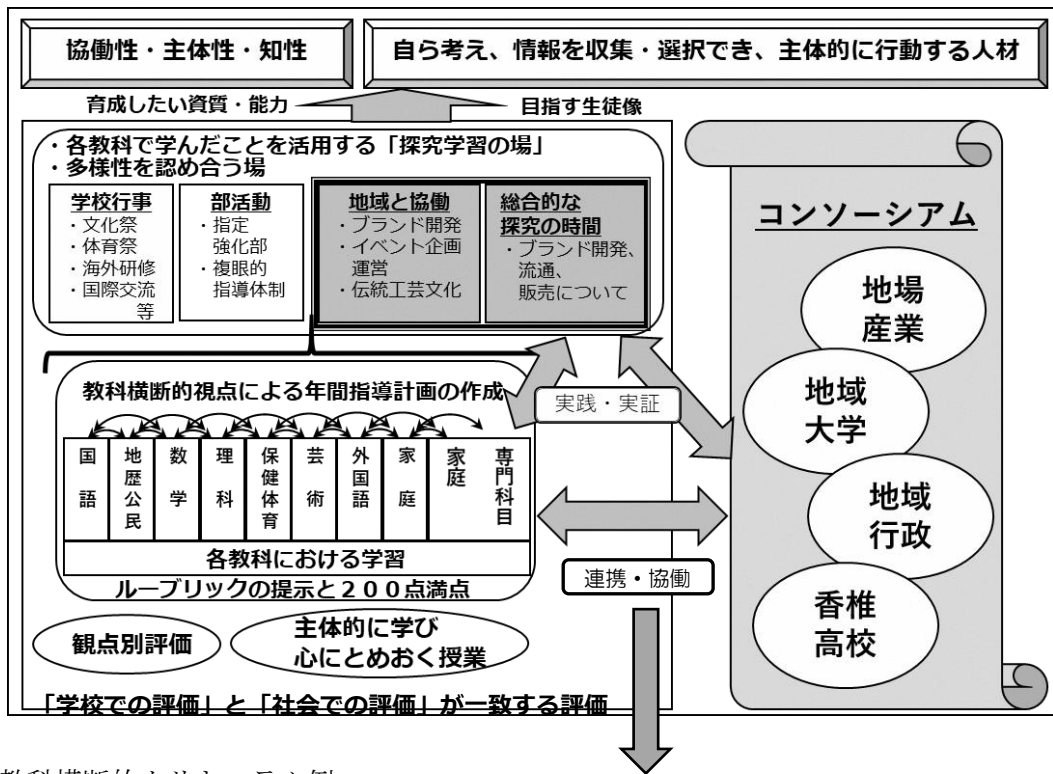 協働性・主体性・知性
自ら考え、情報を収集・選択でき、主体的に行動する人材
育成したい資質・能力
目指す生徒像
・各教科で学んだことを活用する「探究学習の場」
・多様性を認め合う場
学校行事
・文化祭
・体育祭
・海外研修
・国際交流
等
部活動
・指定
強化部
・複眼的
指導体制
地域と協働
・ブランド開発
・イベント企画
運営
・伝統工芸文化
総合的な
探究の時間
・ブランド開発、
流通、
販売について
教科横断的視点による年間指導計画の作成
国語
地歴公民
数学
理科
保健体育
芸術
外国語
家庭
家庭
専門科目
各教科における学習
ルーブリックの提示と２００点満点
観点別評価
主体的に学び
心にとめおく授業
「学校での評価」と「社会での評価」が一致する評価
実践・実証
連携・協働
コンソーシアム
地場
産業
地域
大学
地域
行政
香椎
高校